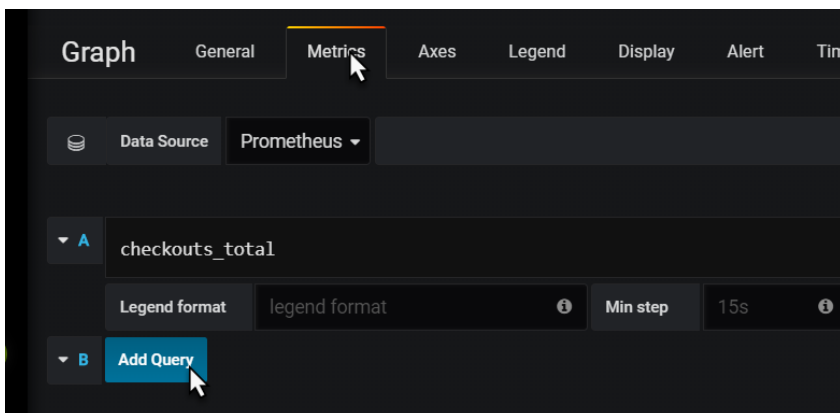 Graph General Metrics Axes Legend Display Alert Tim
Data Source Prometheus
A checkouts_total
Legend format legend format Min step 15s
B Add Query